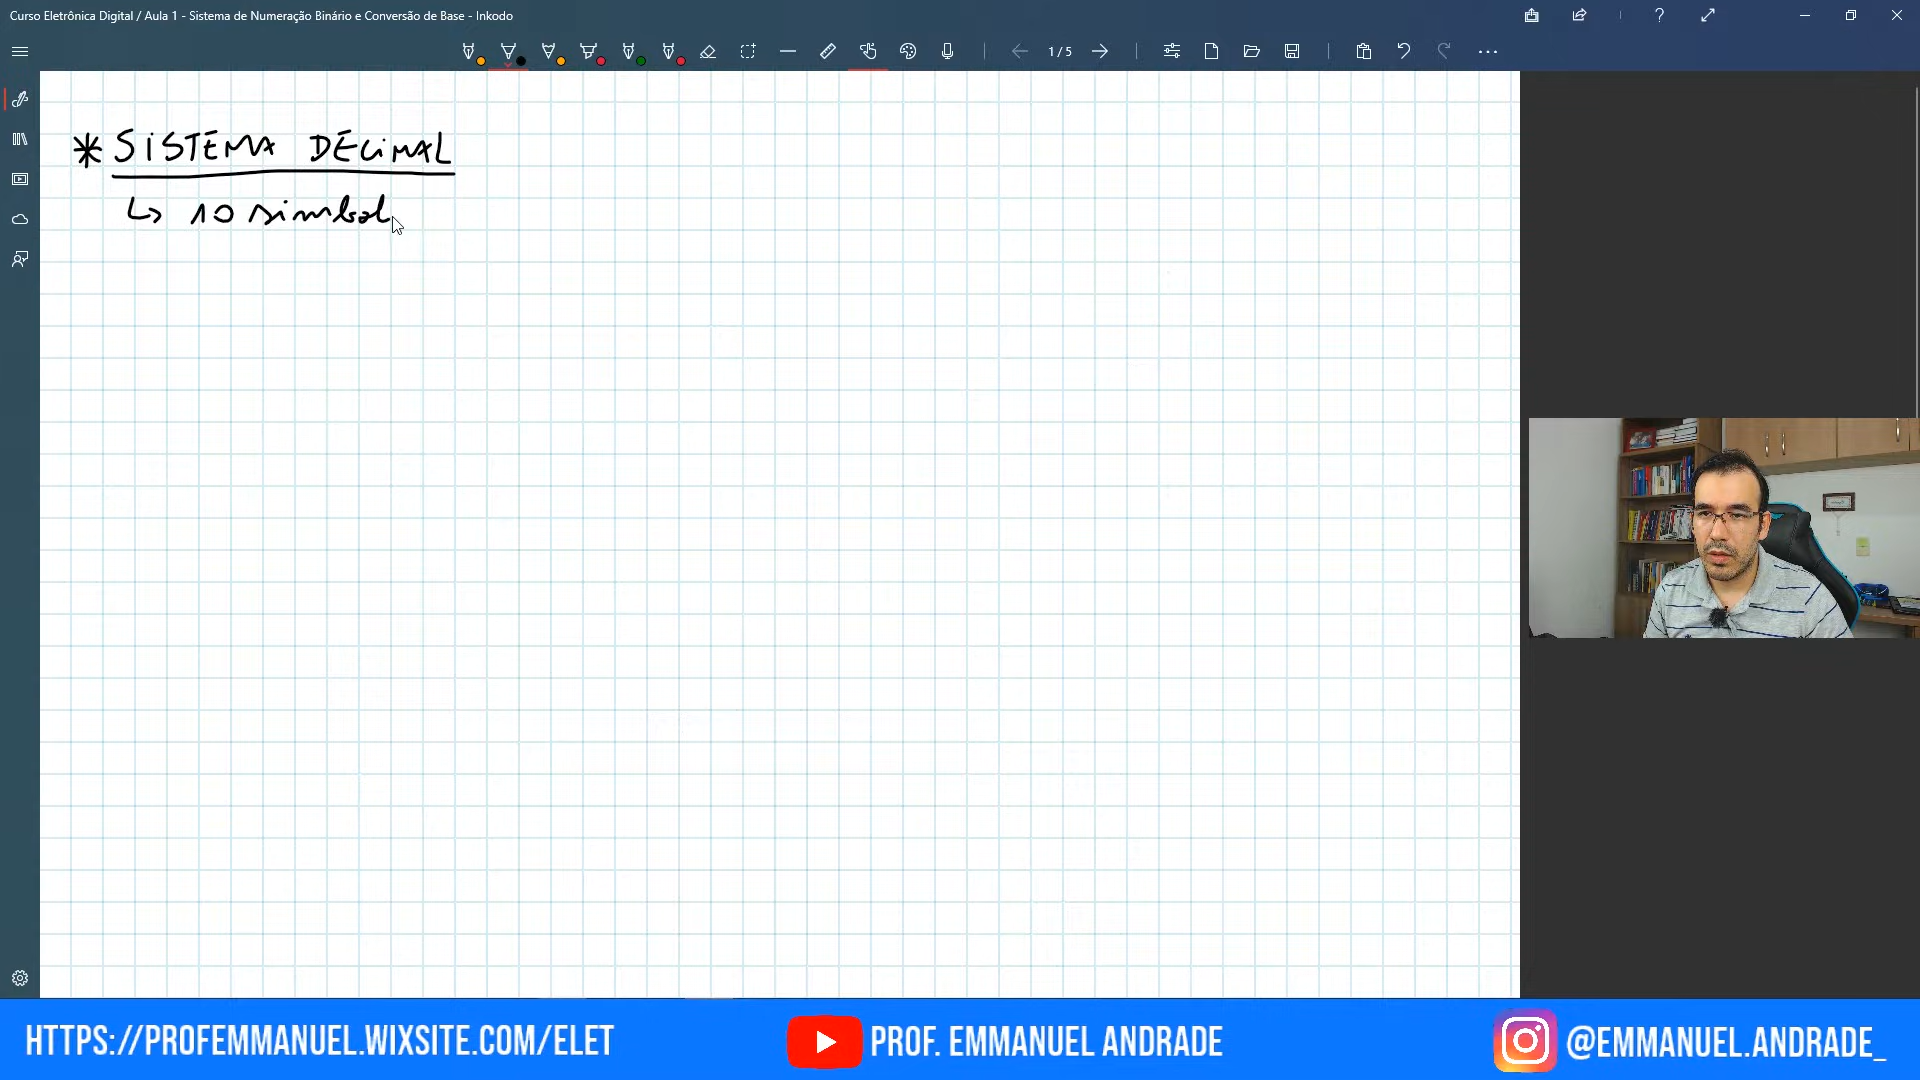 Curso Eletrônica Digital / Aula 1 - Sistema de Numeração Binário e Conversão de Base - Inkodo
1 / 5
* SiSTEMA DECiMAL
↳ 10 simbol
HTTPS://PROFEMMANUEL.WIXSITE.COM/ELET
PROF. EMMANUEL ANDRADE
@EMMANUEL.ANDRADE_